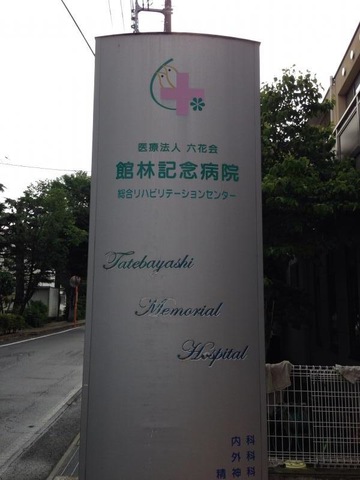 医療法人 六花会
館林記念病院
総合リハビリテーションセンター
Tatebayashi
Memorial
Hospital
内科
外科
精神科